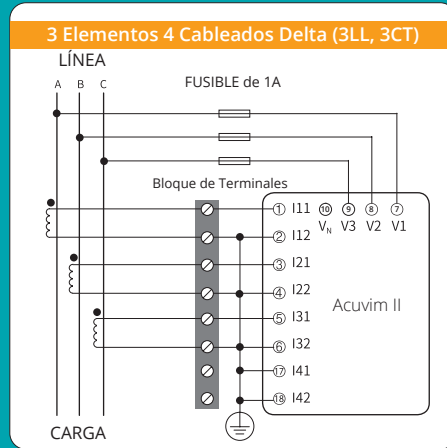 3 Elementos 4 Cableados Delta (3LL, 3CT)
LÍNEA
A B C
FUSIBLE de 1A
Bloque de Terminales
1 I11 10 9 8 7
VN V3 V2 V1
2 I12
3 I21
4 I22
Acuvim II
5 I31
6 I32
17 I41
18 I42
CARGA